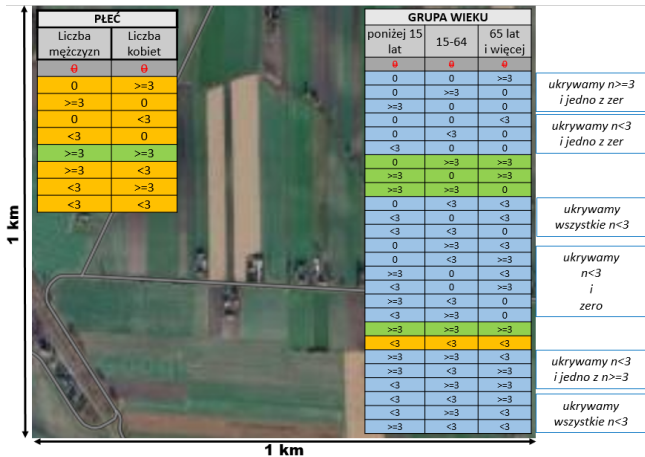 PŁEĆ
Liczba mężczyzn
Liczba kobiet
0 0
0 >=3
>=3 0
0 <3
<3 0
>=3 >=3
>=3 <3
<3 >=3
<3 <3
GRUPA WIEKU
poniżej 15 lat
15-64
65 lat i więcej
0 0 0
0 0 >=3
0 >=3 0
>=3 0 0
0 0 <3
0 <3 0
<3 0 0
0 >=3 >=3
>=3 0 >=3
>=3 >=3 0
0 <3 <3
<3 0 <3
<3 <3 0
0 >=3 <3
0 <3 >=3
>=3 0 <3
<3 0 >=3
>=3 <3 0
<3 >=3 0
>=3 >=3 >=3
<3 <3 <3
>=3 >=3 <3
>=3 <3 >=3
<3 >=3 >=3
<3 <3 >=3
<3 >=3 <3
>=3 <3 <3
ukrywamy n>=3
i jedno z zer
ukrywamy n<3
i jedno z zer
ukrywamy
wszystkie n<3
ukrywamy
n<3
i
zero
ukrywamy n<3
i jedno z n>=3
ukrywamy
wszystkie n<3
1 km
1 km